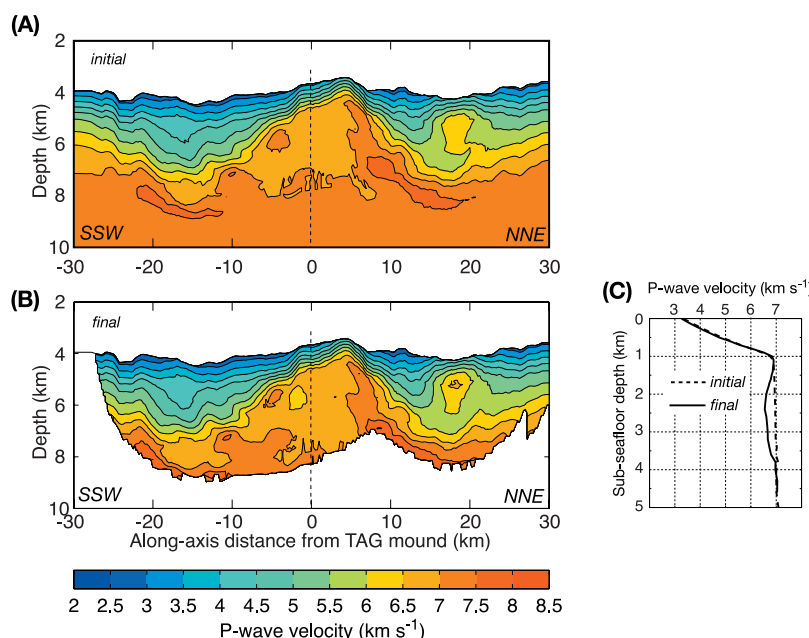 (A)
2
initial
4
6
8
10
Depth (km)
SSW
NNE
-30 -20 -10 0 10 20 30
(B)
2
final
4
6
8
10
Depth (km)
SSW
NNE
-30 -20 -10 0 10 20 30
Along-axis distance from TAG mound (km)
2 2.5 3 3.5 4 4.5 5 5.5 6 6.5 7 7.5 8 8.5
P-wave velocity (km s-1)
(C)
P-wave velocity (km s-1)
3 4 5 6 7
0
1
2
3
4
5
Sub-seafloor depth (km)
initial
final